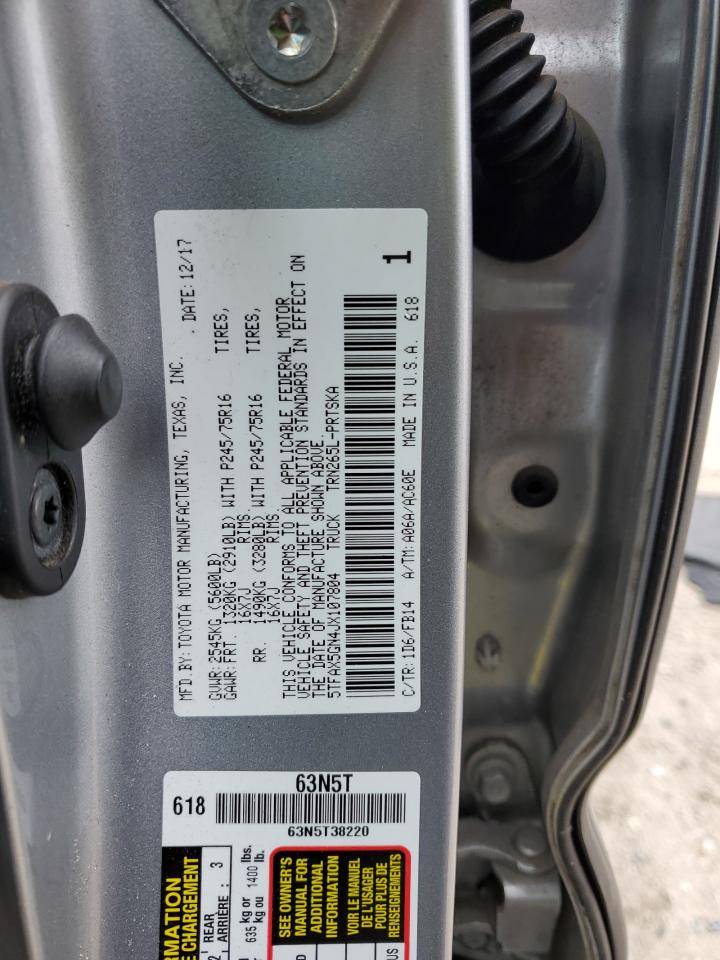 MFD.BY:TOYOTA MOTOR MANUFACTURING, TEXAS, INC. . DATE:12/17
GVWR:2545KG (5600LB)
GAWR:FRT. 1320KG (2910LB) WITH P245/75R16 TIRES,
16X7J RIMS.
RR. 1490KG (3280LB) WITH P245/75R16 TIRES,
16X7J RIMS.
THIS VEHICLE CONFORMS TO ALL APPLICABLE FEDERAL MOTOR
VEHICLE SAFETY AND THEFT PREVENTION STANDARDS IN EFFECT ON
THE DATE OF MANUFACTURE SHOWN ABOVE.
5TFAX5GN4JX107804 TRUCK TRN265L-PRTSKA
1
C/TR:1D6/FB14 A/TM:A06A/AC60E MADE IN U.S.A. 618
63N5T
618
63N5T38220
CHARGEMENT
REAR
ARRIÈRE : 3
635 kg or
kg ou 1400 lbs.
lb.
SEE OWNER'S
MANUAL FOR
ADDITIONAL
INFORMATION
VOIR LE MANUEL
DE L'USAGER
POUR PLUS DE
RENSEIGNEMENTS